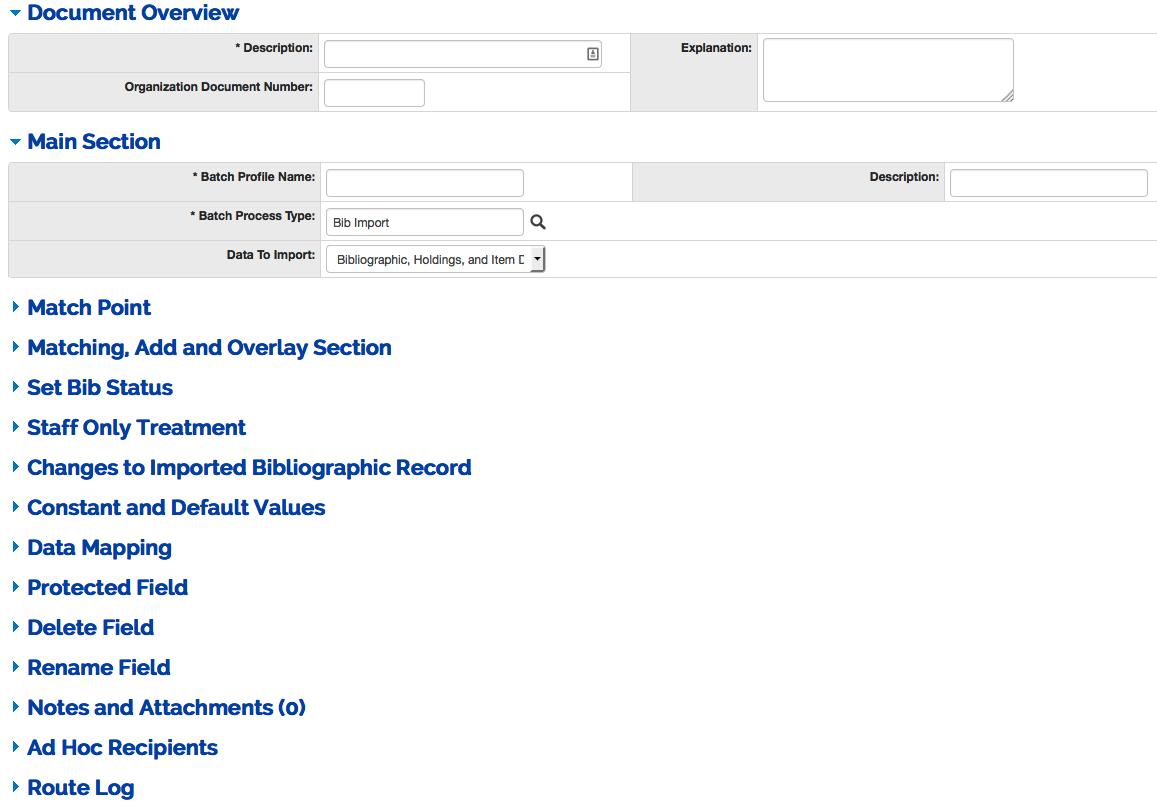 Document Overview
* Description:
Explanation:
Organization Document Number:
Main Section
* Batch Profile Name:
Description:
* Batch Process Type: Bib Import
Data To Import: Bibliographic, Holdings, and Item D
Match Point
Matching, Add and Overlay Section
Set Bib Status
Staff Only Treatment
Changes to Imported Bibliographic Record
Constant and Default Values
Data Mapping
Protected Field
Delete Field
Rename Field
Notes and Attachments (0)
Ad Hoc Recipients
Route Log